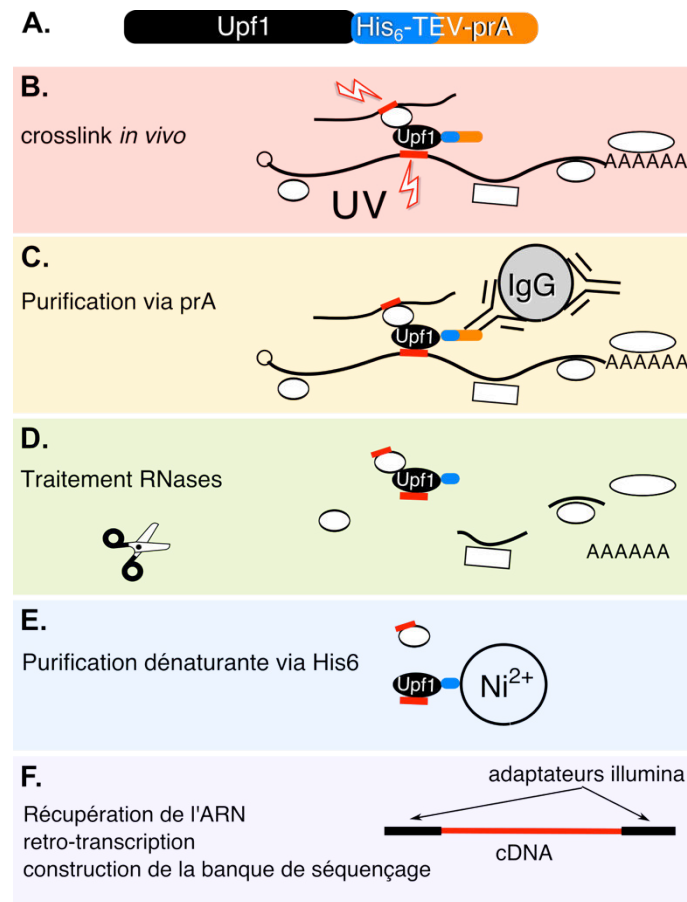 A.
Upf1 His₆-TEV-prA
B.
crosslink in vivo
Upf1
AAAAAA
UV
C.
IgG
Purification via prA
Upf1
AAAAAA
D.
Traitement RNases
Upf1
AAAAAA
E.
Purification dénaturante via His6
Upf1 Ni²⁺
F.
adaptateurs illumina
Récupération de l'ARN
retro-transcription
cDNA
construction de la banque de séquençage